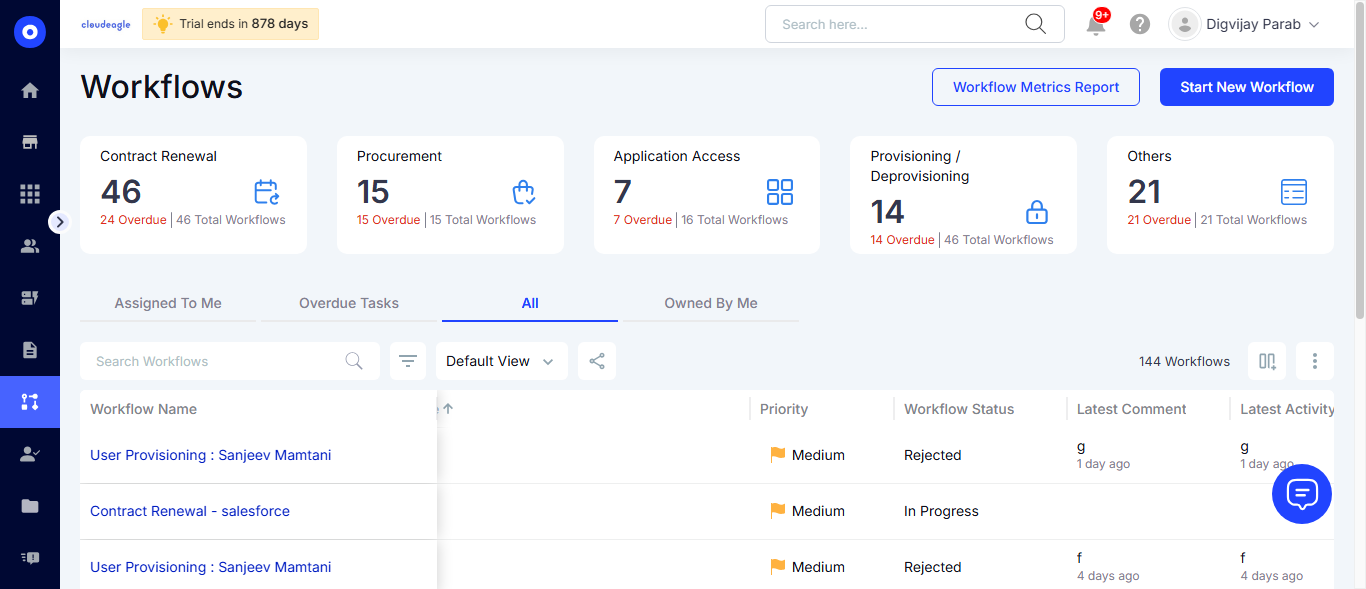 cloudeagle
Trial ends in 878 days
Search here...
9+
Digvijay Parab
Workflows
Workflow Metrics Report
Start New Workflow
Contract Renewal
46
24 Overdue | 46 Total Workflows
Procurement
15
15 Overdue | 15 Total Workflows
Application Access
7
7 Overdue | 16 Total Workflows
Provisioning /
Deprovisioning
14
14 Overdue | 46 Total Workflows
Others
21
21 Overdue | 21 Total Workflows
Assigned To Me
Overdue Tasks
All
Owned By Me
Search Workflows
Default View
144 Workflows
Workflow Name
Priority
Workflow Status
Latest Comment
Latest Activity
User Provisioning : Sanjeev Mamtani
Medium
Rejected
g
1 day ago
g
1 day ago
Contract Renewal - salesforce
Medium
In Progress
User Provisioning : Sanjeev Mamtani
Medium
Rejected
f
4 days ago
f
4 days ago